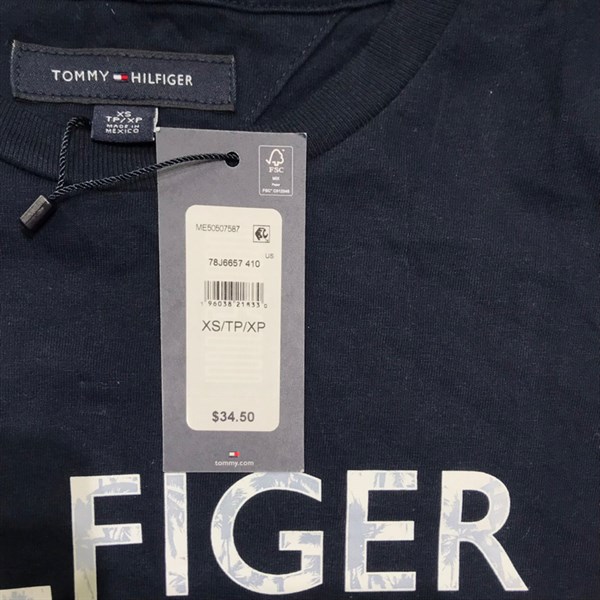 TOMMY HILFIGER
XS
TP/XP
MADE IN
MEXICO
FSC
ME50507587
US
78J6657 410
XS/TP/XP
$34.50
tommy.com
FIGER